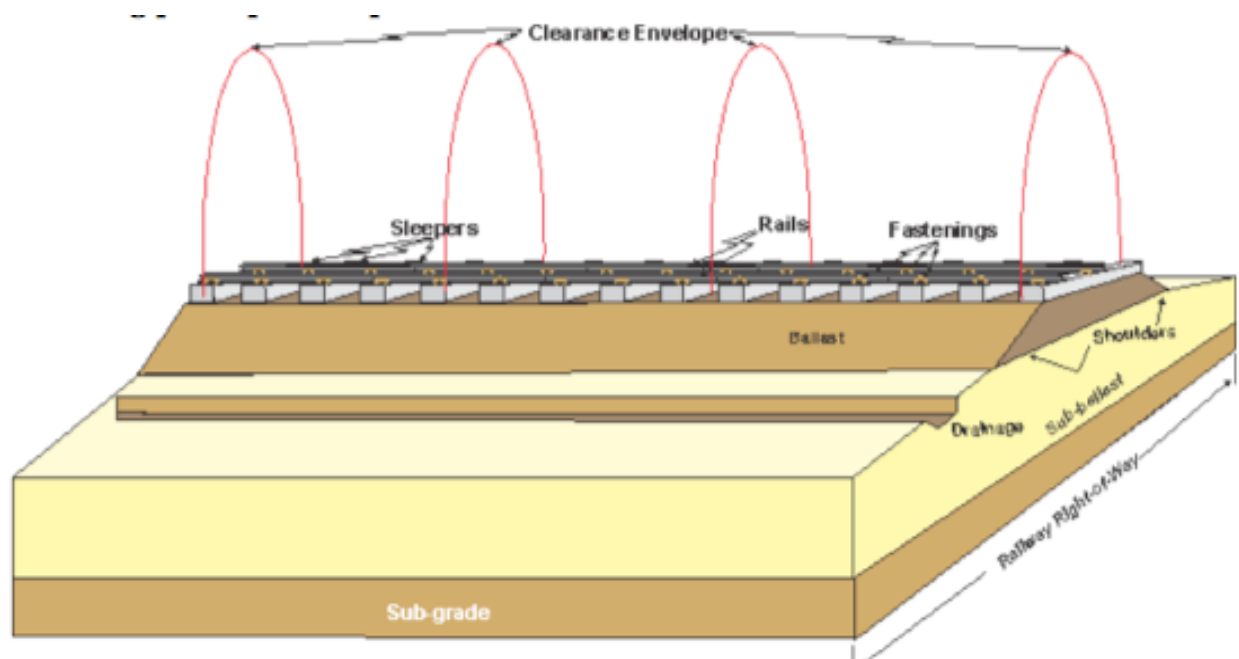 Clearance Envelope
Sleepers
Rails
Fastenings
Ballast
Shoulders
Drainage
Sub-ballast
Railway Right-of-Way
Sub-grade